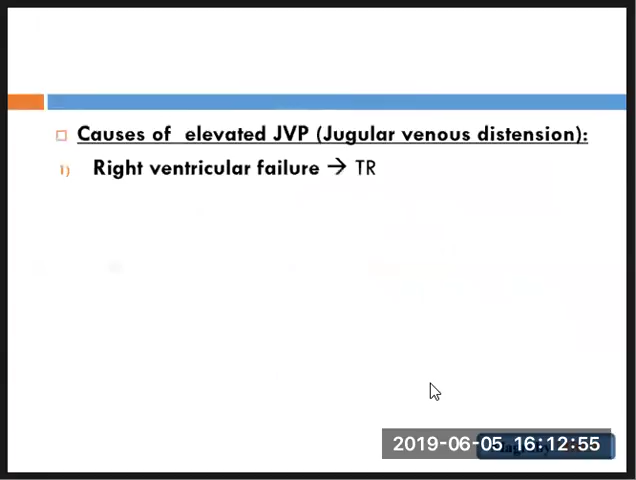 Causes of elevated JVP (Jugular venous distension):
1) Right ventricular failure → TR
2019-06-05 16:12:55